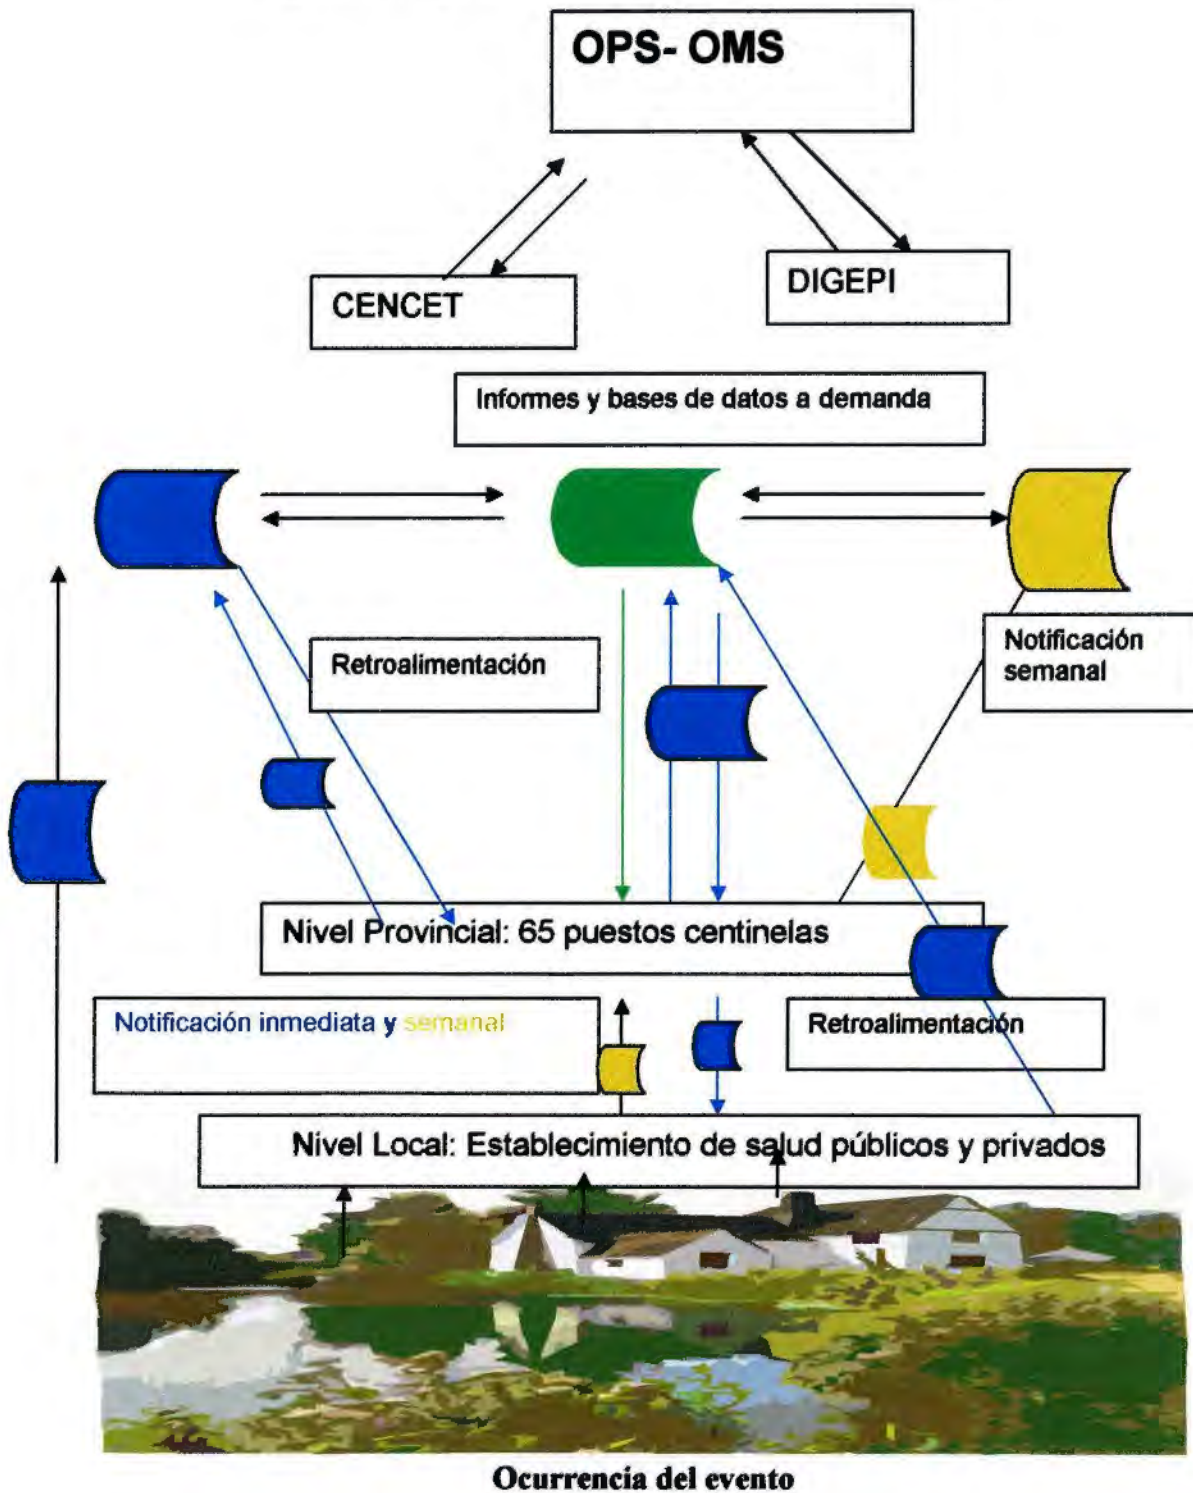 OPS- OMS
CENCET
DIGEPI
Informes y bases de datos a demanda
Retroalimentación
Notificación
semanal
Nivel Provincial: 65 puestos centinelas
Notificación inmediata y semanal
Retroalimentación
Nivel Local: Establecimiento de salud públicos y privados
Ocurrencia del evento